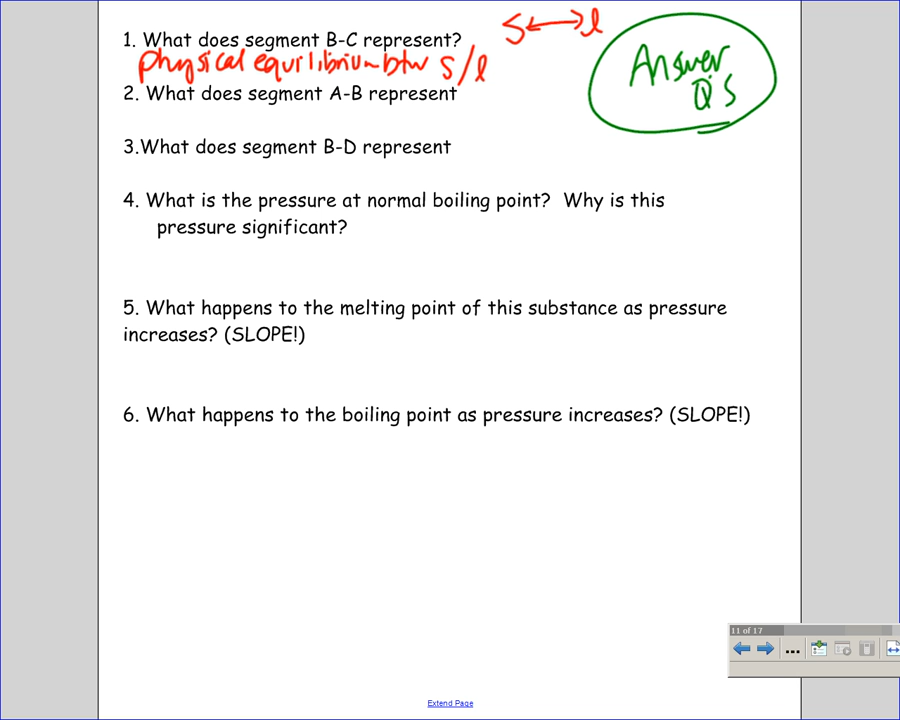 1. What does segment B-C represent?
S ↔ l
Physical equilibrium btw S/l
Answer
Q'S
2. What does segment A-B represent
3.What does segment B-D represent
4. What is the pressure at normal boiling point? Why is this
pressure significant?
5. What happens to the melting point of this substance as pressure
increases? (SLOPE!)
6. What happens to the boiling point as pressure increases? (SLOPE!)
11 of 17
...
Extend Page